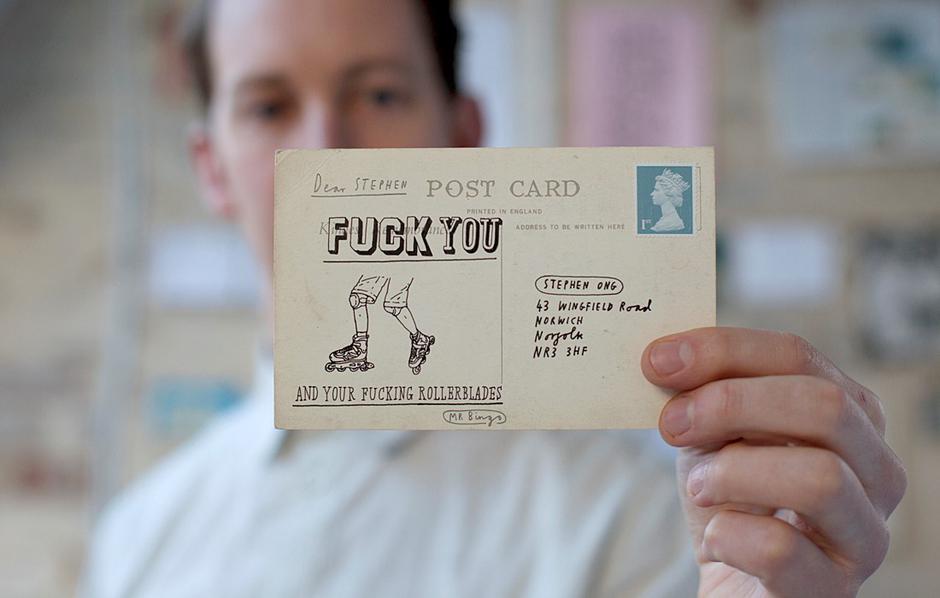 Dear STEPHEN
POST CARD
PRINTED IN ENGLAND
ADDRESS TO BE WRITTEN HERE
FUCK YOU
AND YOUR FUCKING ROLLERBLADES
MR BINGO
1ST
STEPHEN ONG
43 WINGFIELD Road
NORWICH
Norfolk
NR3 3HF